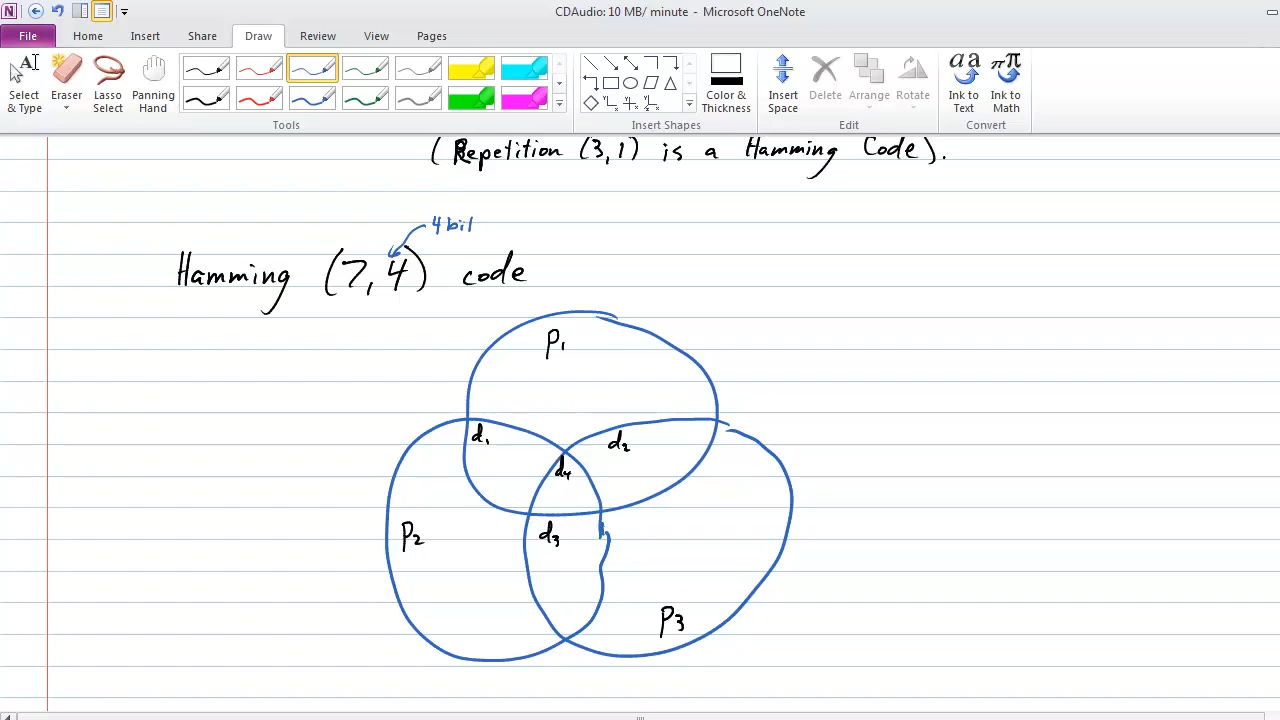 CDAudio: 10 MB/ minute - Microsoft OneNote
File Home Insert Share Draw Review View Pages
Select & Type
Eraser
Lasso Select
Panning Hand
Color & Thickness
Insert Space
Delete
Arrange
Rotate
Ink to Text
Ink to Math
Tools Insert Shapes Edit Convert
(Repetition (3,1) is a Hamming Code).
4 bit
Hamming (7,4) code
P1
d1 d2
d4
P2 d3
P3